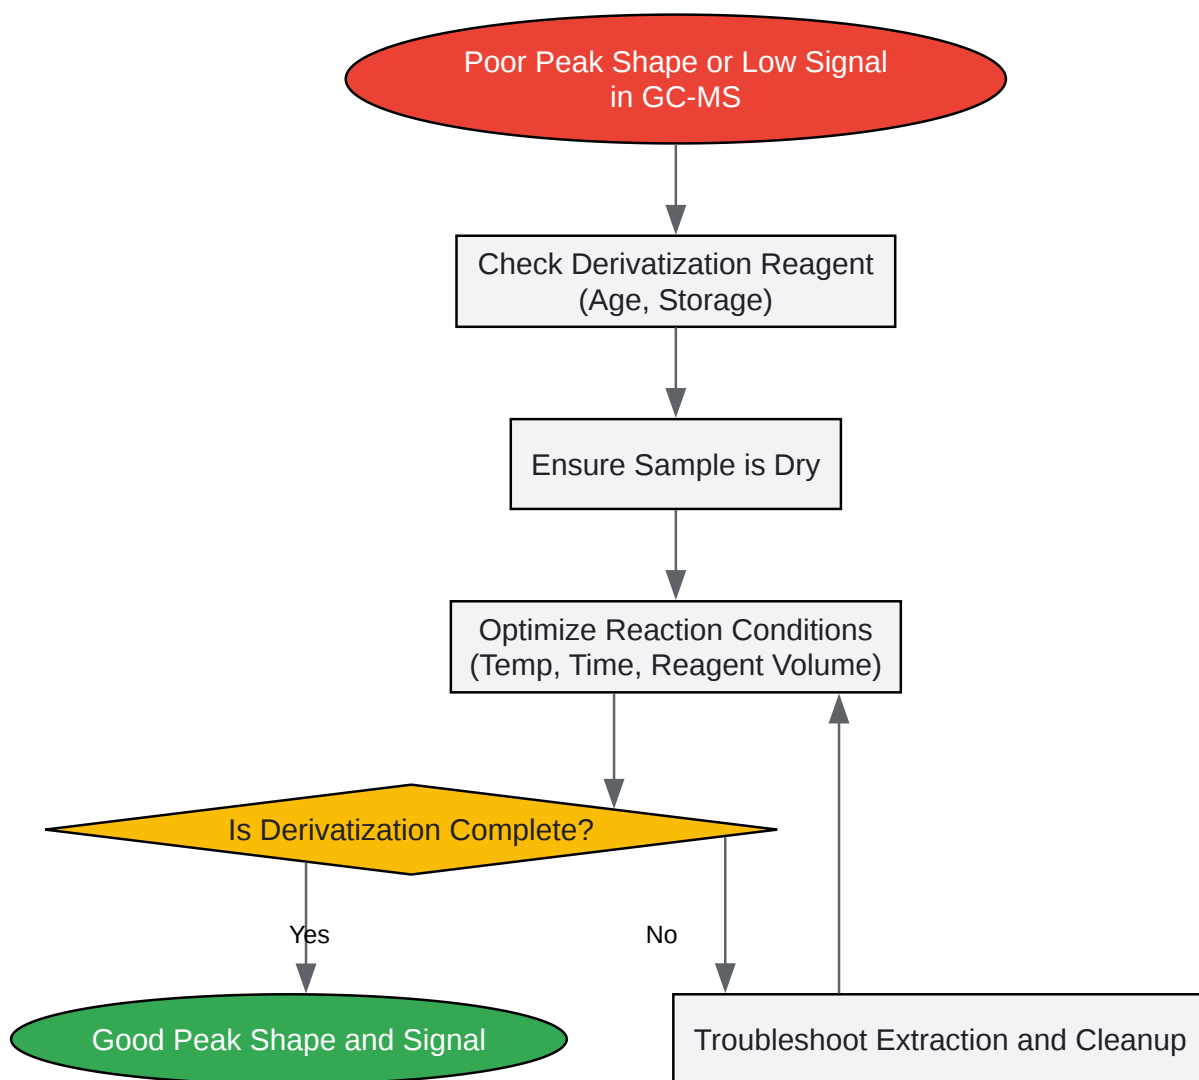 Poor Peak Shape or Low Signal
in GC-MS
Check Derivatization Reagent
(Age, Storage)
Ensure Sample is Dry
Optimize Reaction Conditions
(Temp, Time, Reagent Volume)
Is Derivatization Complete?
Yes
No
Good Peak Shape and Signal
Troubleshoot Extraction and Cleanup